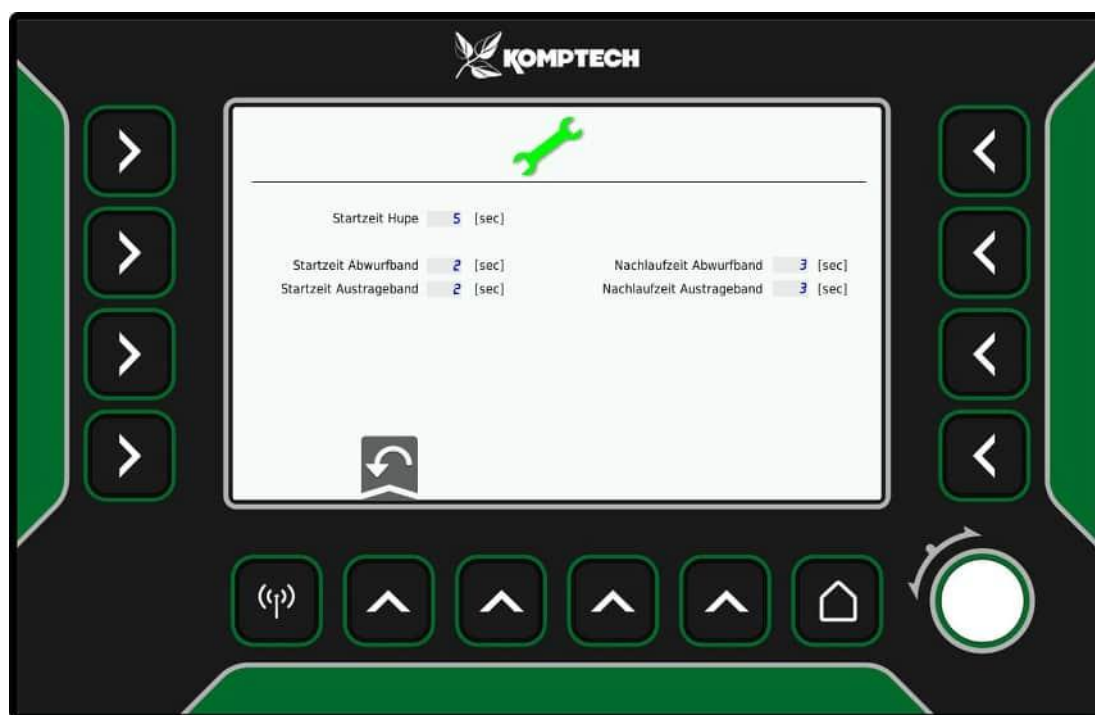 KOMPTECH
Startzeit Hupe 5 [sec]
Startzeit Abwurfband 2 [sec] Nachlaufzeit Abwurfband 3 [sec]
Startzeit Austrageband 2 [sec] Nachlaufzeit Austrageband 3 [sec]